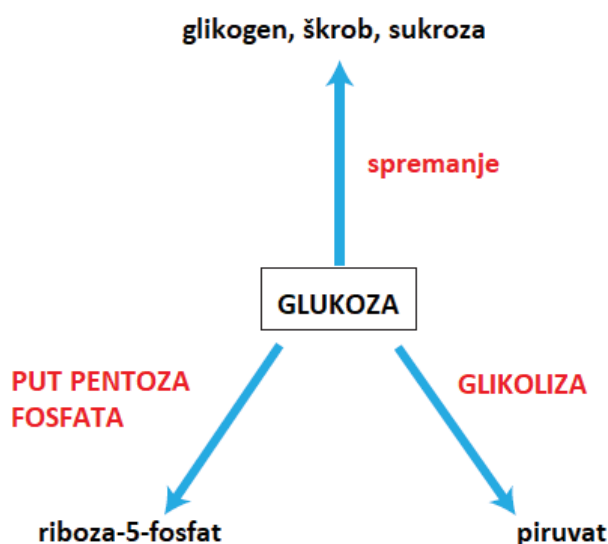 glikogen, škrob, sukroza
spremanje
GLUKOZA
PUT PENTOZA
FOSFATA
GLIKOLIZA
riboza-5-fosfat
piruvat